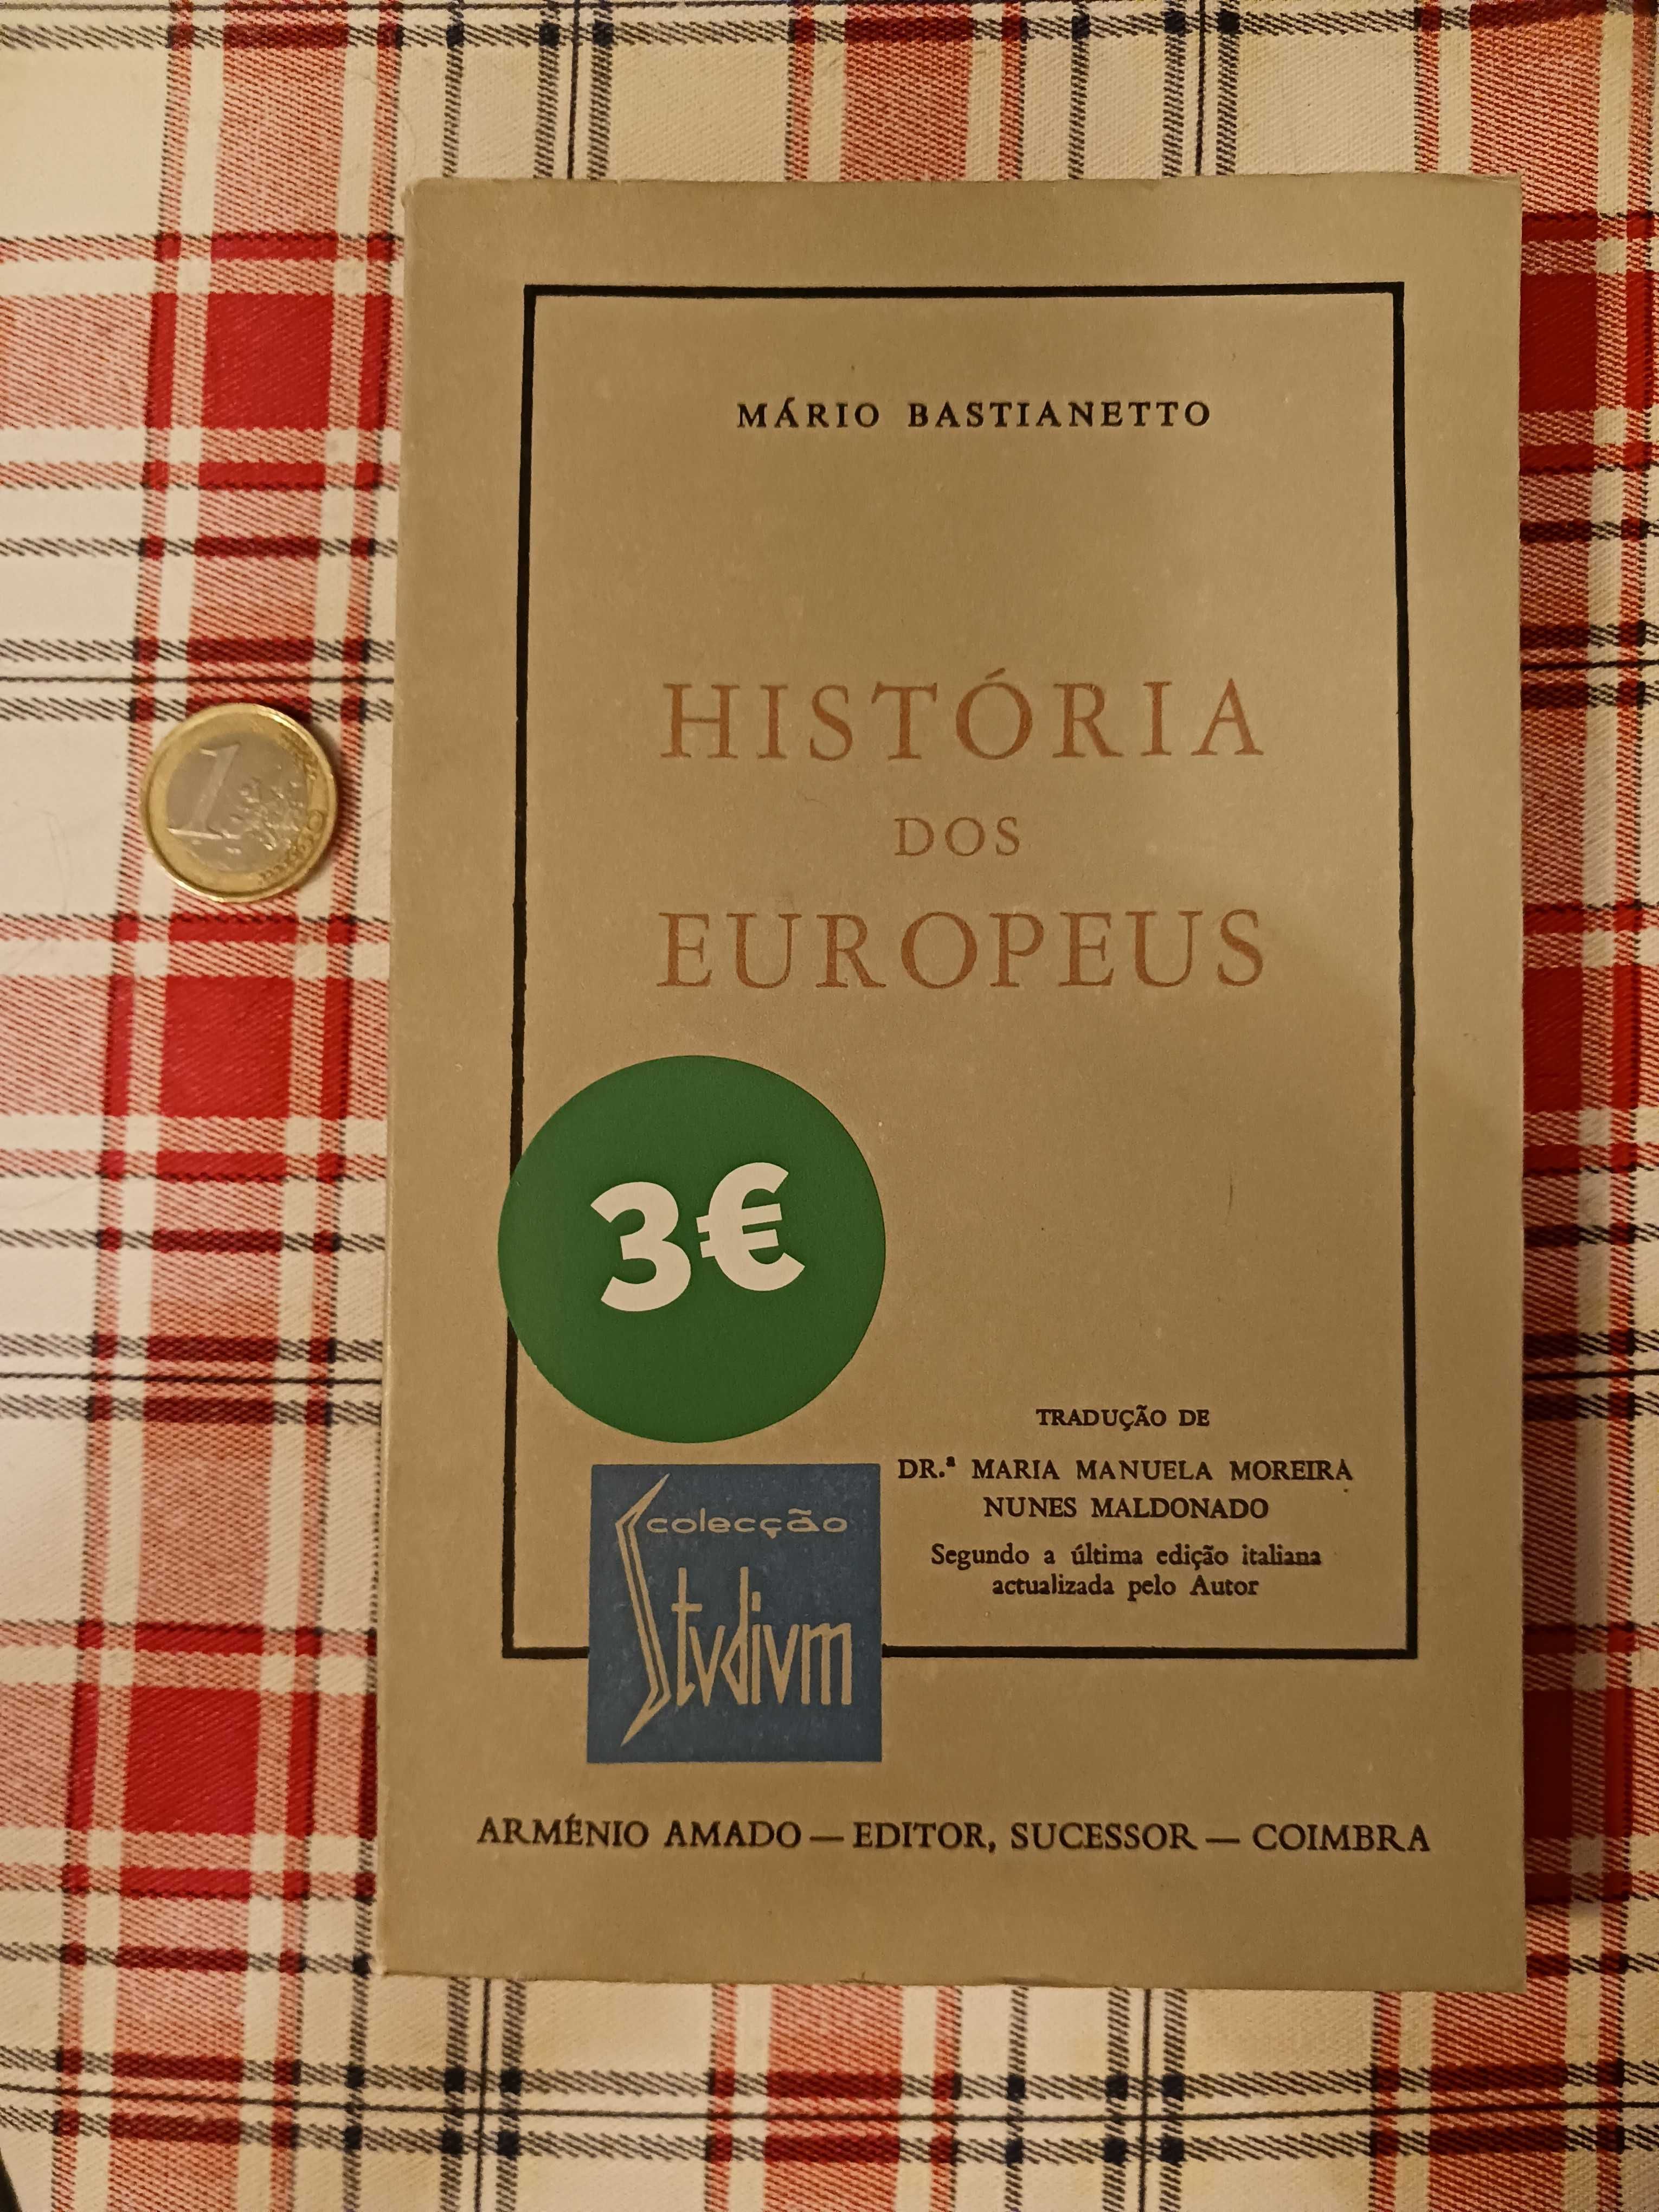 MÁRIO BASTIANETTO
HISTÓRIA
DOS
EUROPEUS
3€
TRADUÇÃO DE
DR.ª MARIA MANUELA MOREIRA
NUNES MALDONADO
Segundo a última edição italiana
actualizada pelo Autor
colecção
Stvdivm
ARMÉNIO AMADO — EDITOR, SUCESSOR — COIMBRA
1